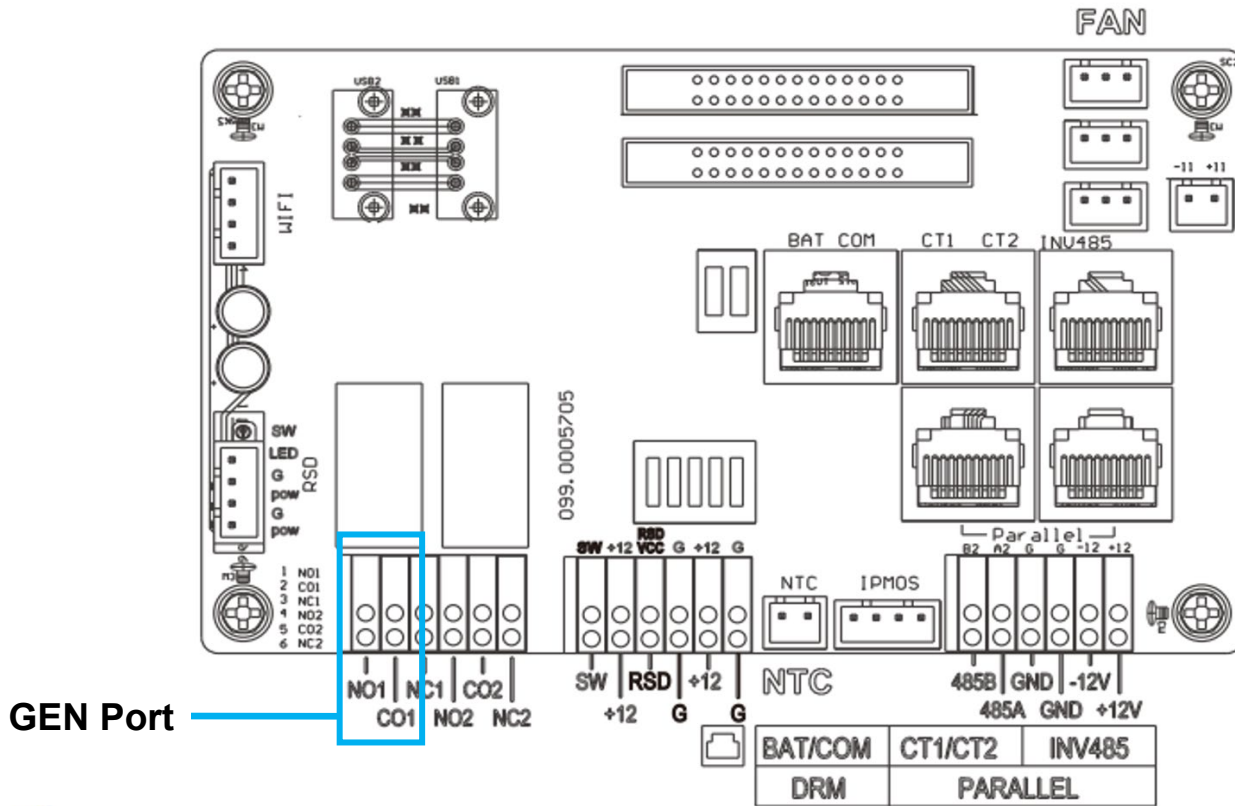 FAN
USB2 USB1
-11 +11
WIFI
BAT COM CT1 CT2 INV485
SW
LED
G
pow
G
pow
RSD
099.0005705
Parallel
SW +12 RSD VCC G +12 G
B2 A2 G G -12 +12
NTC IPMOS
1 NO1
2 CO1
3 NC1
4 NO2
5 CO2
6 NC2
NO1 NC1 CO2
CO1 NO2 NC2
SW RSD +12
+12 G G
NTC
485B GND -12V
485A GND +12V
GEN Port
BAT/COM CT1/CT2 INV485
DRM PARALLEL